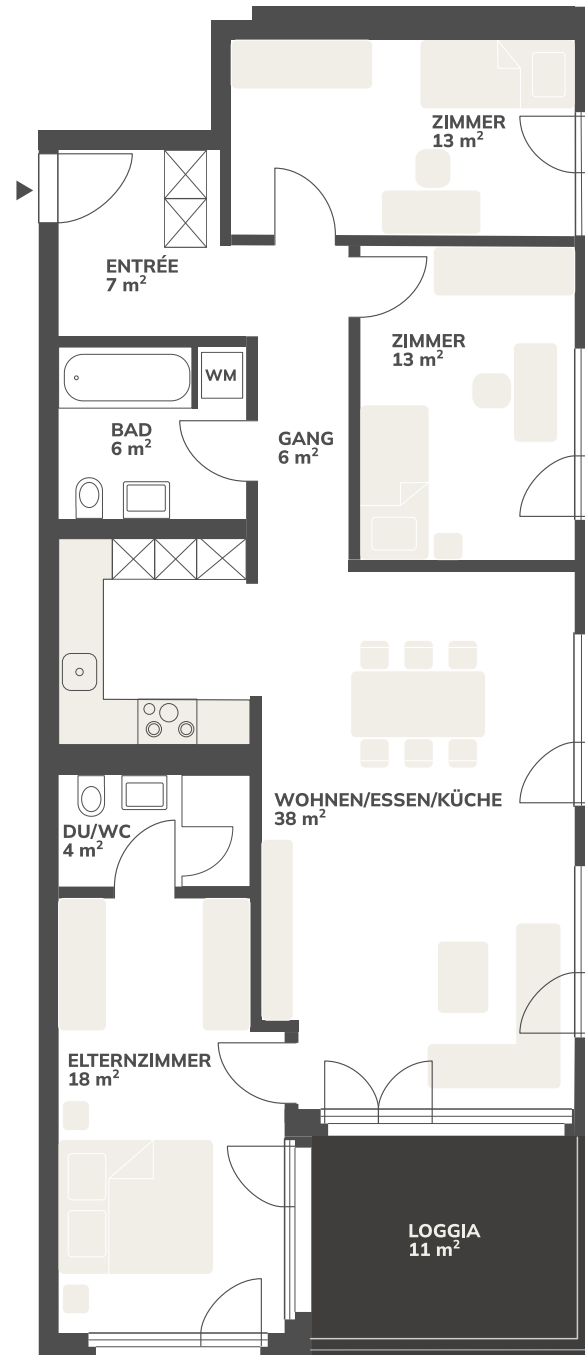 ZIMMER
13 m²
ENTRÉE
7 m²
ZIMMER
13 m²
WM
BAD
6 m²
GANG
6 m²
WOHNEN/ESSEN/KÜCHE
38 m²
DU/WC
4 m²
ELTERNZIMMER
18 m²
LOGGIA
11 m²